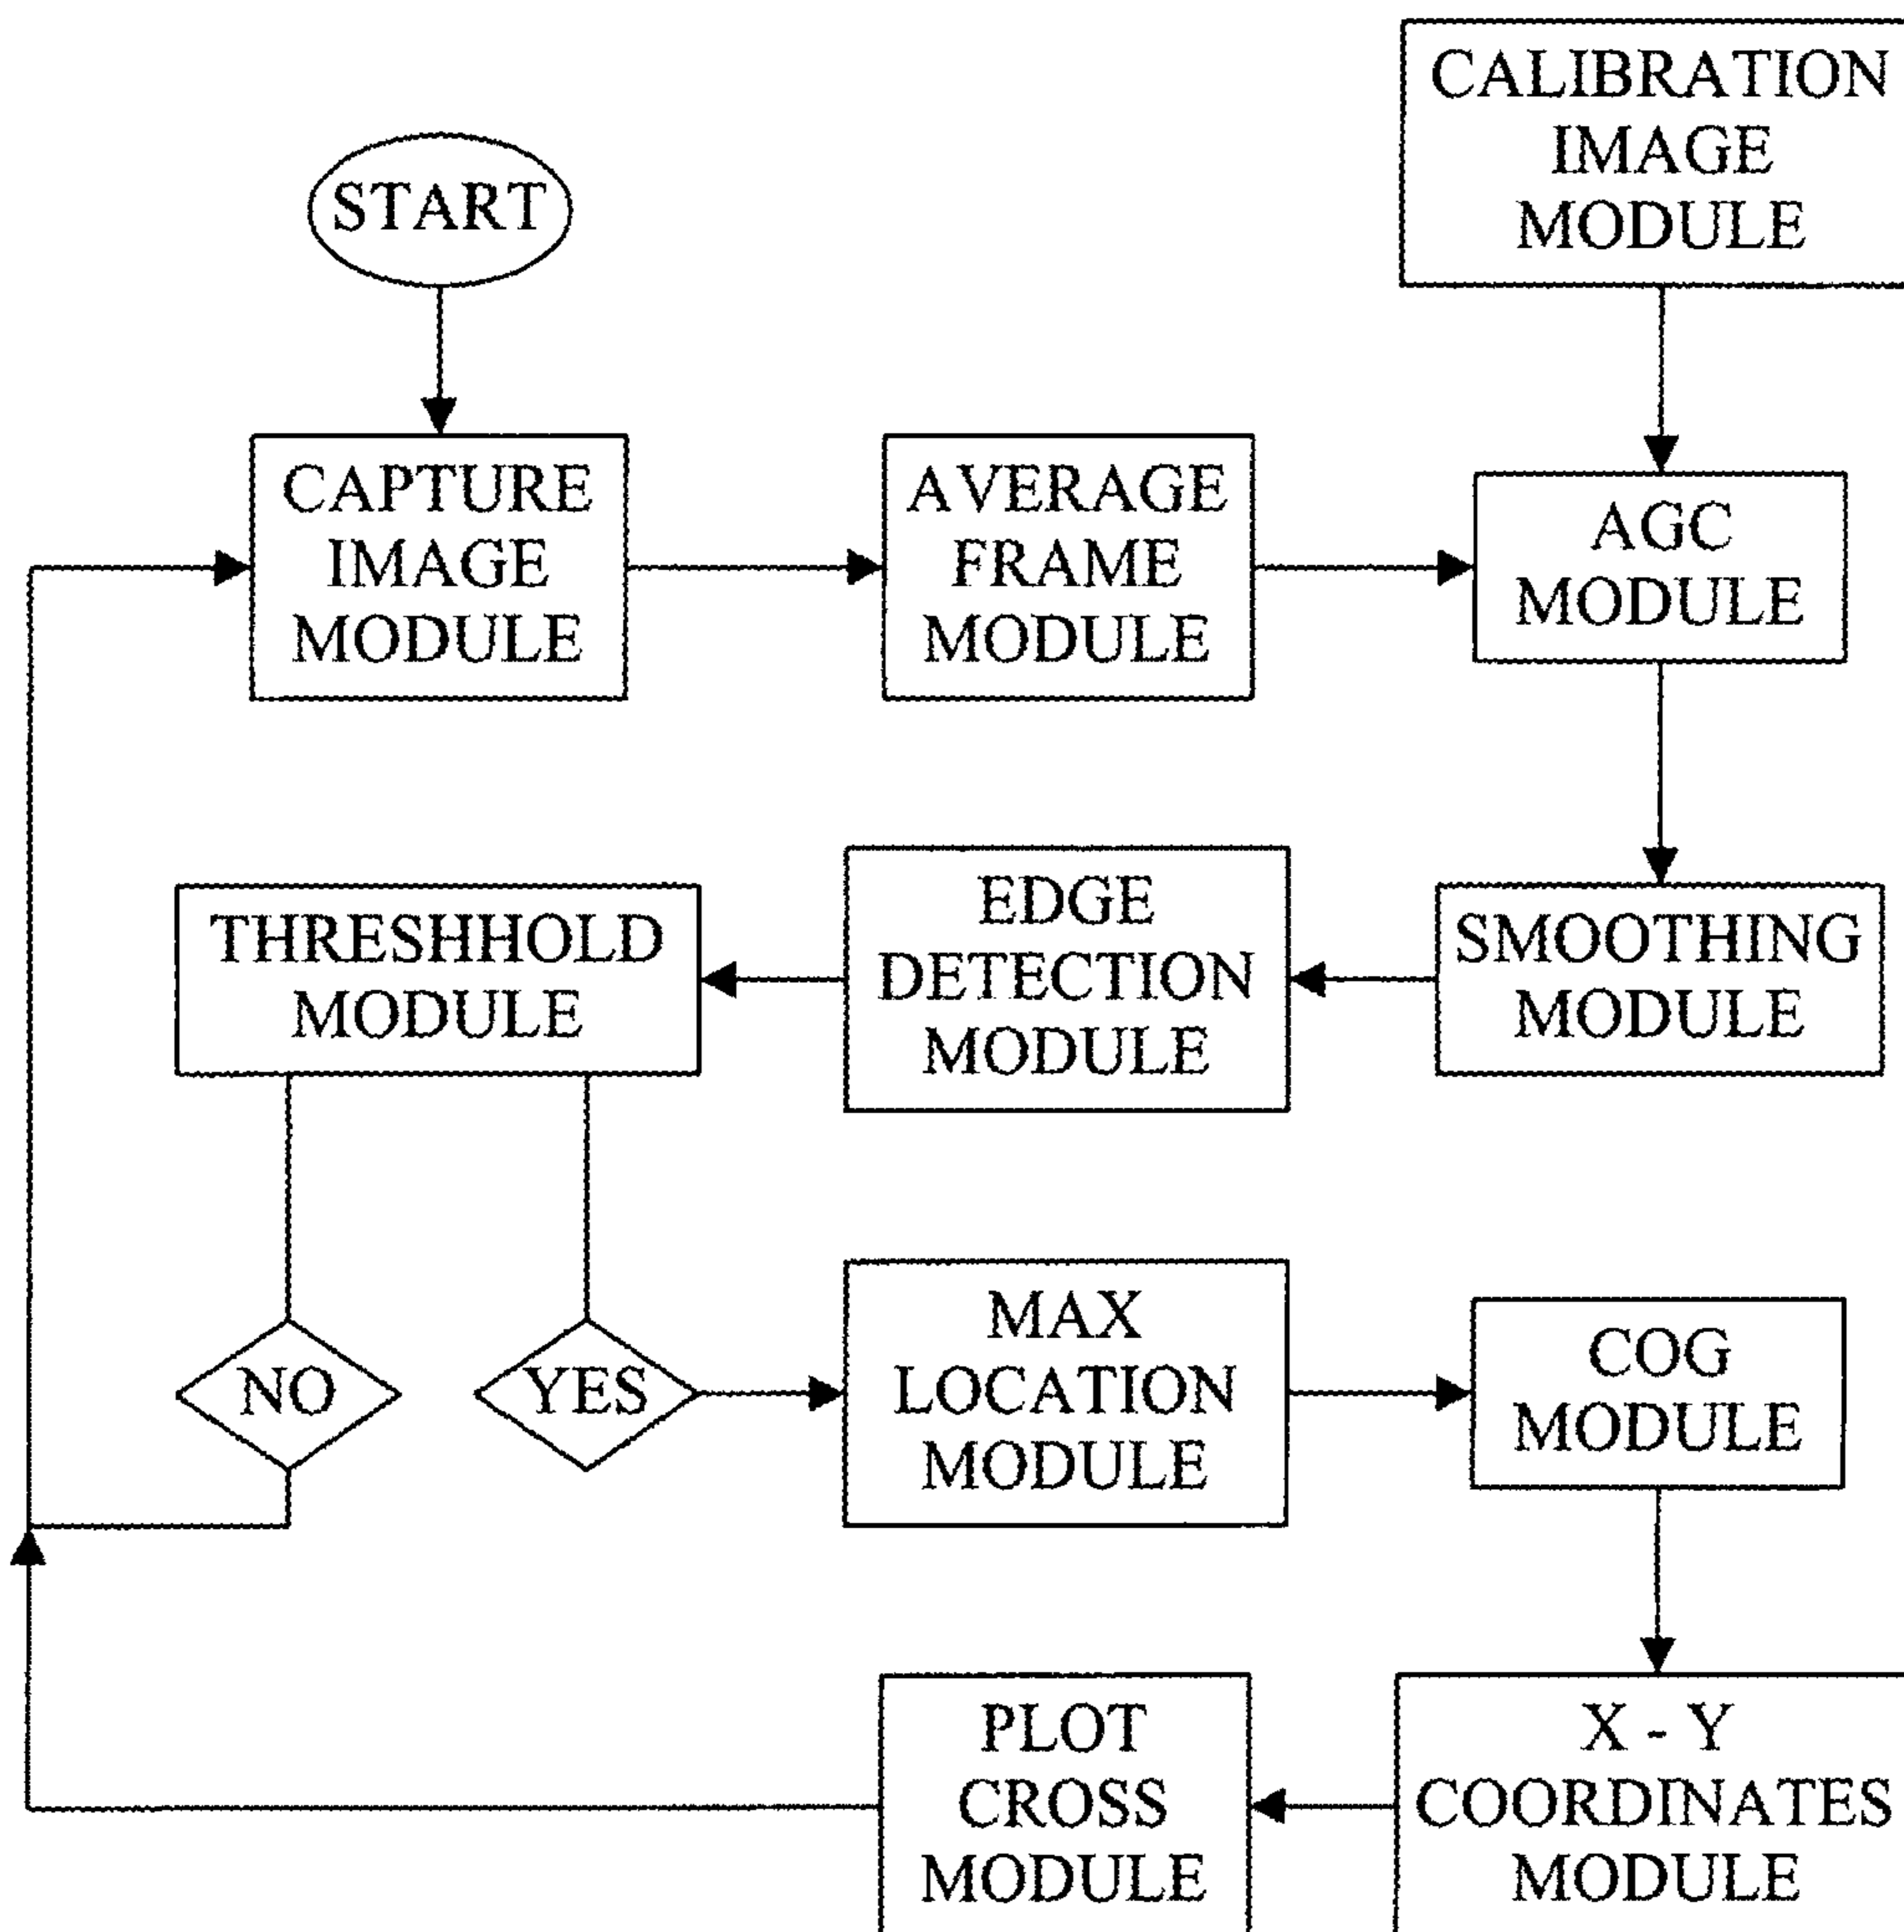 CALIBRATION
IMAGE
MODULE
START
CAPTURE
IMAGE
MODULE
AVERAGE
FRAME
MODULE
AGC
MODULE
THRESHHOLD
MODULE
EDGE
DETECTION
MODULE
SMOOTHING
MODULE
NO
YES
MAX
LOCATION
MODULE
COG
MODULE
PLOT
CROSS
MODULE
X - Y
COORDINATES
MODULE